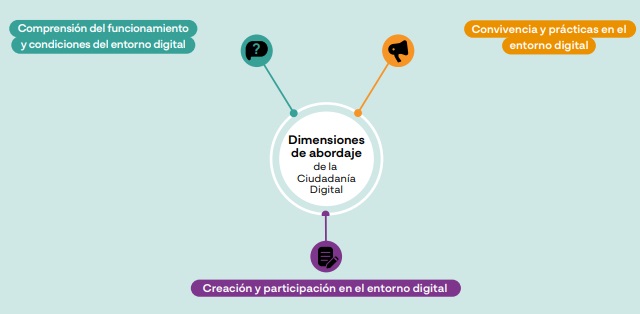 Comprensión del funcionamiento
y condiciones del entorno digital
Convivencia y prácticas en el
entorno digital
?
Dimensiones
de abordaje
de la
Ciudadanía
Digital
Creación y participación en el entorno digital